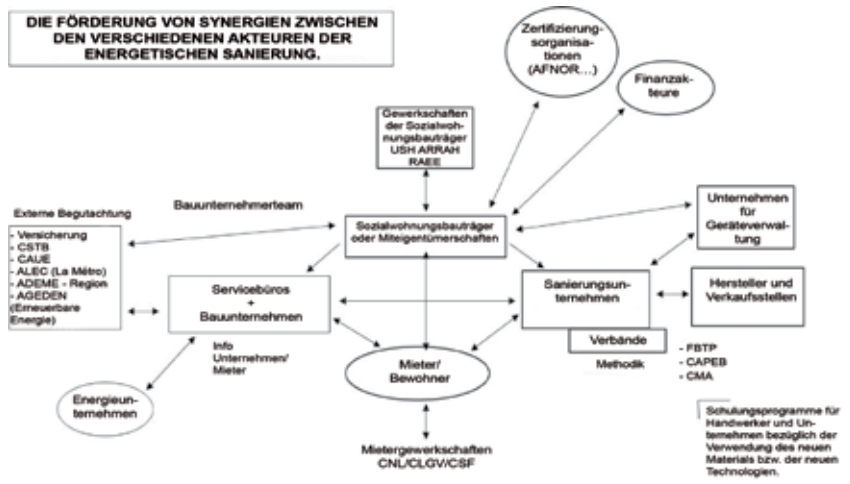 DIE FÖRDERUNG VON SYNERGIEN ZWISCHEN
DEN VERSCHIEDENEN AKTEUREN DER
ENERGETISCHEN SANIERUNG.
Zertifizierung-
sorganisa-
tionen
(AFNOR...)
Finanzak-
teure
Gewerkschaften
der Sozialwoh-
nungsbauträger
USH ARRAH
RAEE
Externe Begutachtung
- Versicherung
- CSTB
- CAUE
- ALEC (La Métro)
- ADEME - Region
- AGEDEN
(Erneuerbare
Energie)
Bauunternehmerteam
Sozialwohnungsbauträger
oder Miteigentümerschaften
Unternehmen
für
Geräteverwal-
tung
Servicebüros
+
Bauunternehmen
Sanierungsun-
ternehmen
Hersteller und
Verkaufsstellen
Verbände
Methodik
- FBTP
- CAPEB
- CMA
Info
Unternehmen/
Mieter
Mieter/
Bewohner
Energieun-
ternehmen
Mietergewerkschaften
CNL/CLGV/CSF
Schulungsprogramme für
Handwerker und Un-
ternehmen bezüglich der
Verwendung des neuen
Materials bzw. der neuen
Technologien.